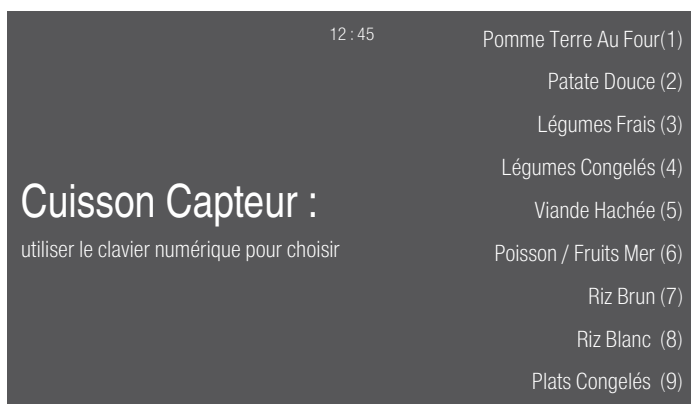 12 : 45
Cuisson Capteur :
utiliser le clavier numérique pour choisir
Pomme Terre Au Four(1)
Patate Douce (2)
Légumes Frais (3)
Légumes Congelés (4)
Viande Hachée (5)
Poisson / Fruits Mer (6)
Riz Brun (7)
Riz Blanc (8)
Plats Congelés (9)